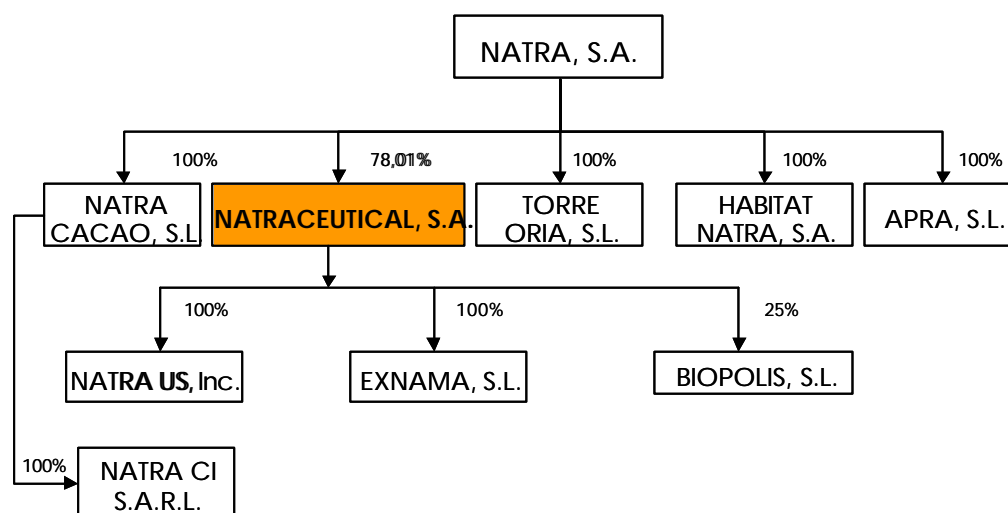 NATRA, S.A.
100%
78,01%
100%
100%
100%
NATRA
CACAO, S.L.
NATRACEUTICAL, S.A.
TORRE
ORIA, S.L.
HABITAT
NATRA, S.A.
APRA, S.L.
100%
100%
25%
NATRA US, Inc.
EXNAMA, S.L.
BIOPOLIS, S.L.
100%
NATRA CI
S.A.R.L.